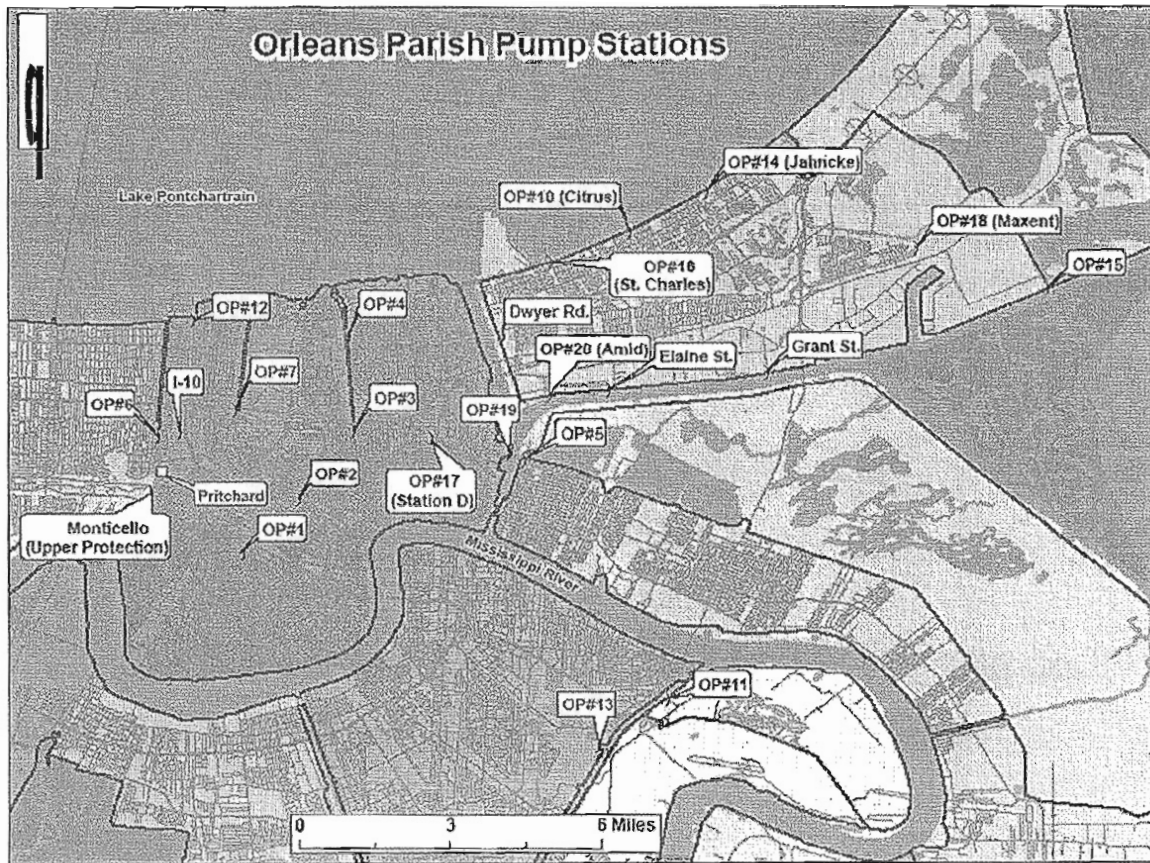 Orleans Parish Pump Stations
OP#14 (Jahncke)
Lake Pontchartrain
OP#10 (Citrus)
OP#18 (Maxent)
OP#16
(St. Charles)
OP#15
OP#12
OP#4
Dwyer Rd.
OP#20 (Amid)
Elaine St.
Grant St.
I-10
OP#7
OP#6
OP#3
OP#19
OP#5
OP#2
OP#17
(Station D)
Pritchard
Monticello
(Upper Protection)
OP#1
Mississippi River
OP#11
OP#13
0 3 6 Miles